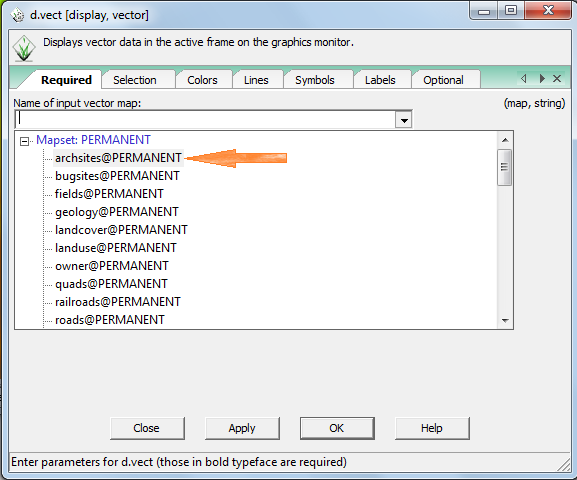 d.vect [display, vector]
Displays vector data in the active frame on the graphics monitor.
Required Selection Colors Lines Symbols Labels Optional
Name of input vector map: (map, string)
Mapset: PERMANENT
archsites@PERMANENT
bugsites@PERMANENT
fields@PERMANENT
geology@PERMANENT
landcover@PERMANENT
landuse@PERMANENT
owner@PERMANENT
quads@PERMANENT
railroads@PERMANENT
roads@PERMANENT
Close Apply OK Help
Enter parameters for d.vect (those in bold typeface are required)